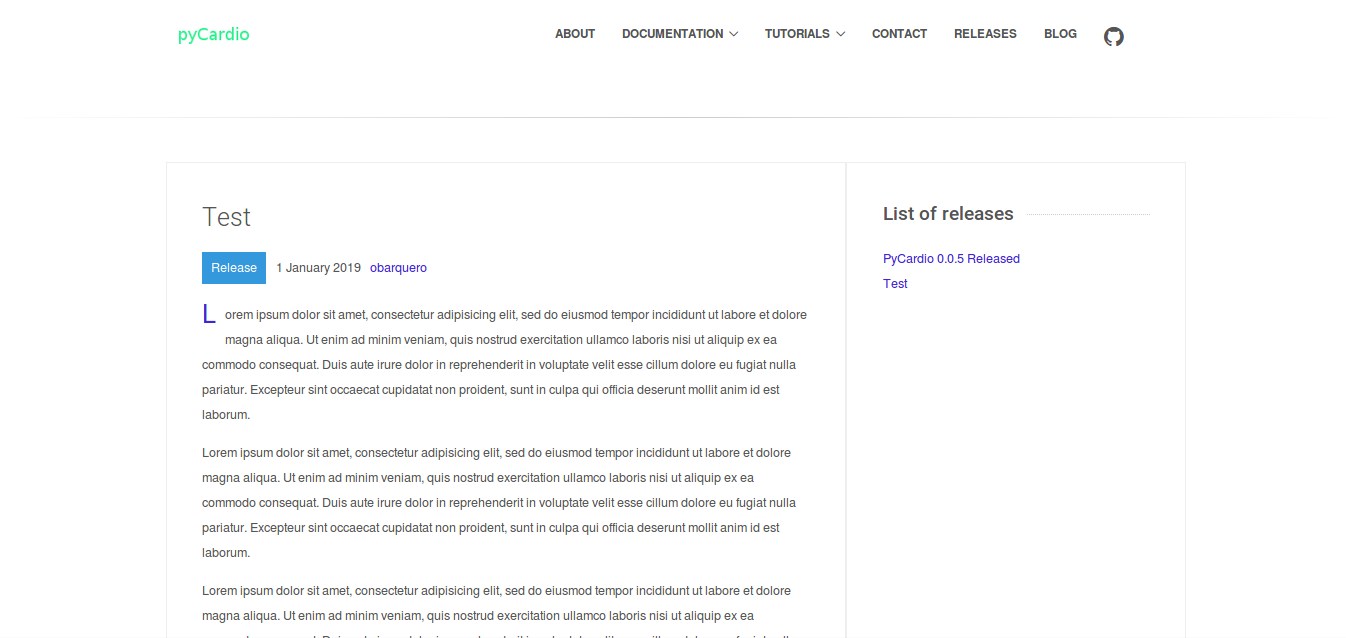 pyCardio
ABOUT DOCUMENTATION TUTORIALS CONTACT RELEASES BLOG
Test
Release 1 January 2019 obarquero
Lorem ipsum dolor sit amet, consectetur adipisicing elit, sed do eiusmod tempor incididunt ut labore et dolore
magna aliqua. Ut enim ad minim veniam, quis nostrud exercitation ullamco laboris nisi ut aliquip ex ea
commodo consequat. Duis aute irure dolor in reprehenderit in voluptate velit esse cillum dolore eu fugiat nulla
pariatur. Excepteur sint occaecat cupidatat non proident, sunt in culpa qui officia deserunt mollit anim id est
laborum.
Lorem ipsum dolor sit amet, consectetur adipisicing elit, sed do eiusmod tempor incididunt ut labore et dolore
magna aliqua. Ut enim ad minim veniam, quis nostrud exercitation ullamco laboris nisi ut aliquip ex ea
commodo consequat. Duis aute irure dolor in reprehenderit in voluptate velit esse cillum dolore eu fugiat nulla
pariatur. Excepteur sint occaecat cupidatat non proident, sunt in culpa qui officia deserunt mollit anim id est
laborum.
Lorem ipsum dolor sit amet, consectetur adipisicing elit, sed do eiusmod tempor incididunt ut labore et dolore
magna aliqua. Ut enim ad minim veniam, quis nostrud exercitation ullamco laboris nisi ut aliquip ex ea
List of releases
PyCardio 0.0.5 Released
Test